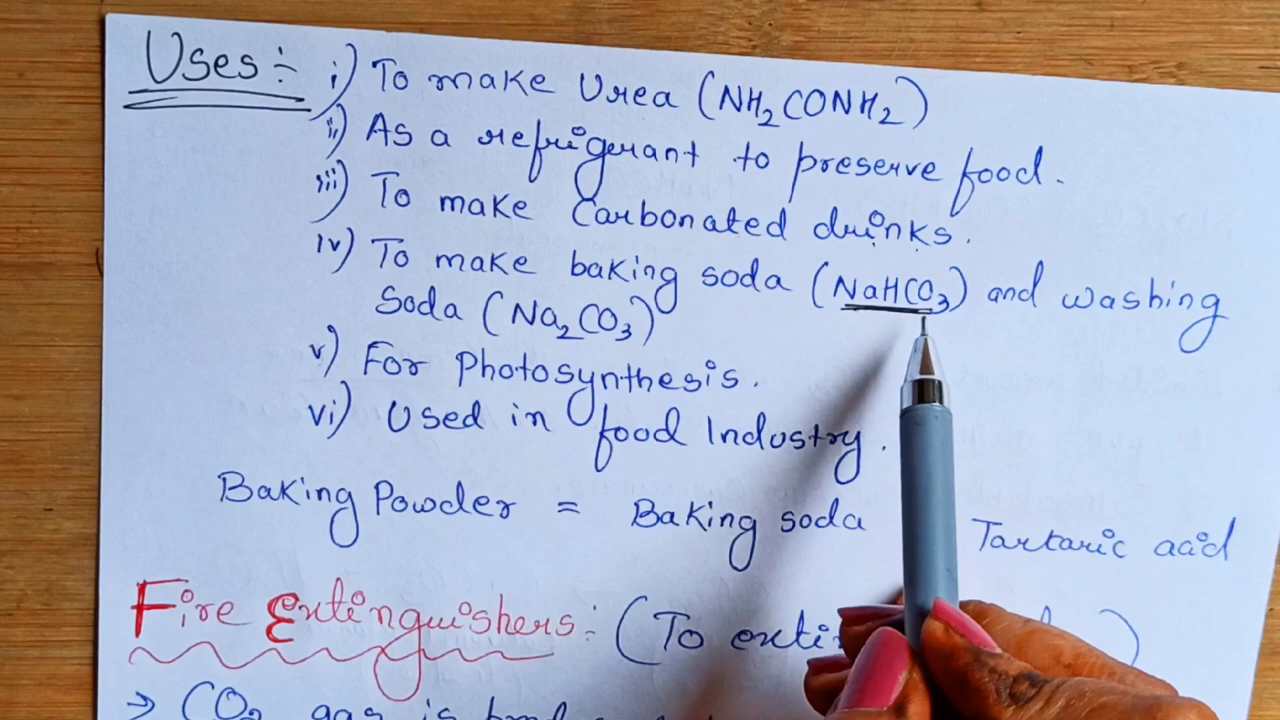 Uses :-
i) To make Urea (NH₂CONH₂)
ii) As a refrigerant to preserve food.
iii) To make Carbonated drinks.
iv) To make baking soda (NaHCO₃) and washing
Soda (Na₂CO₃)
v) For Photosynthesis.
vi) Used in food Industry.
Baking Powder = Baking soda Tartaric acid
Fire Extinguishers :- (To )
→ CO₂ gas is